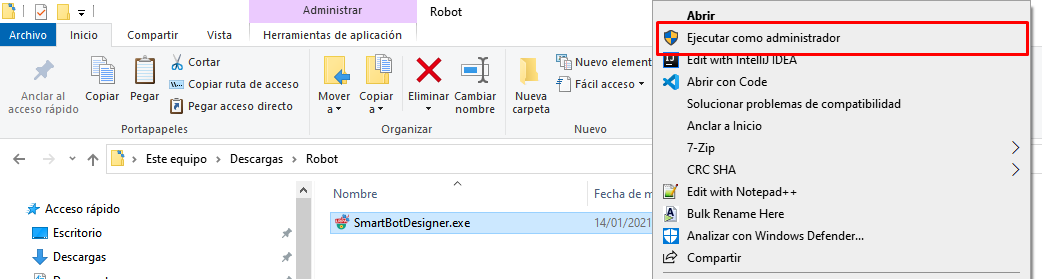 Administrar
Robot
Archivo
Inicio
Compartir
Vista
Herramientas de aplicación
Anclar al
acceso rápido
Copiar
Pegar
Cortar
Copiar ruta de acceso
Pegar acceso directo
Portapapeles
Mover
a
Copiar
a
Eliminar
Cambiar
nombre
Organizar
Nueva
carpeta
Nuevo element
Fácil acceso
Nuevo
Este equipo
Descargas
Robot
Acceso rápido
Escritorio
Descargas
Nombre
Fecha de m
SmartBotDesigner.exe
14/01/2021
Abrir
Ejecutar como administrador
Edit with IntelliJ IDEA
Abrir con Code
Solucionar problemas de compatibilidad
Anclar a Inicio
7-Zip
CRC SHA
Edit with Notepad++
Bulk Rename Here
Analizar con Windows Defender...
Compartir